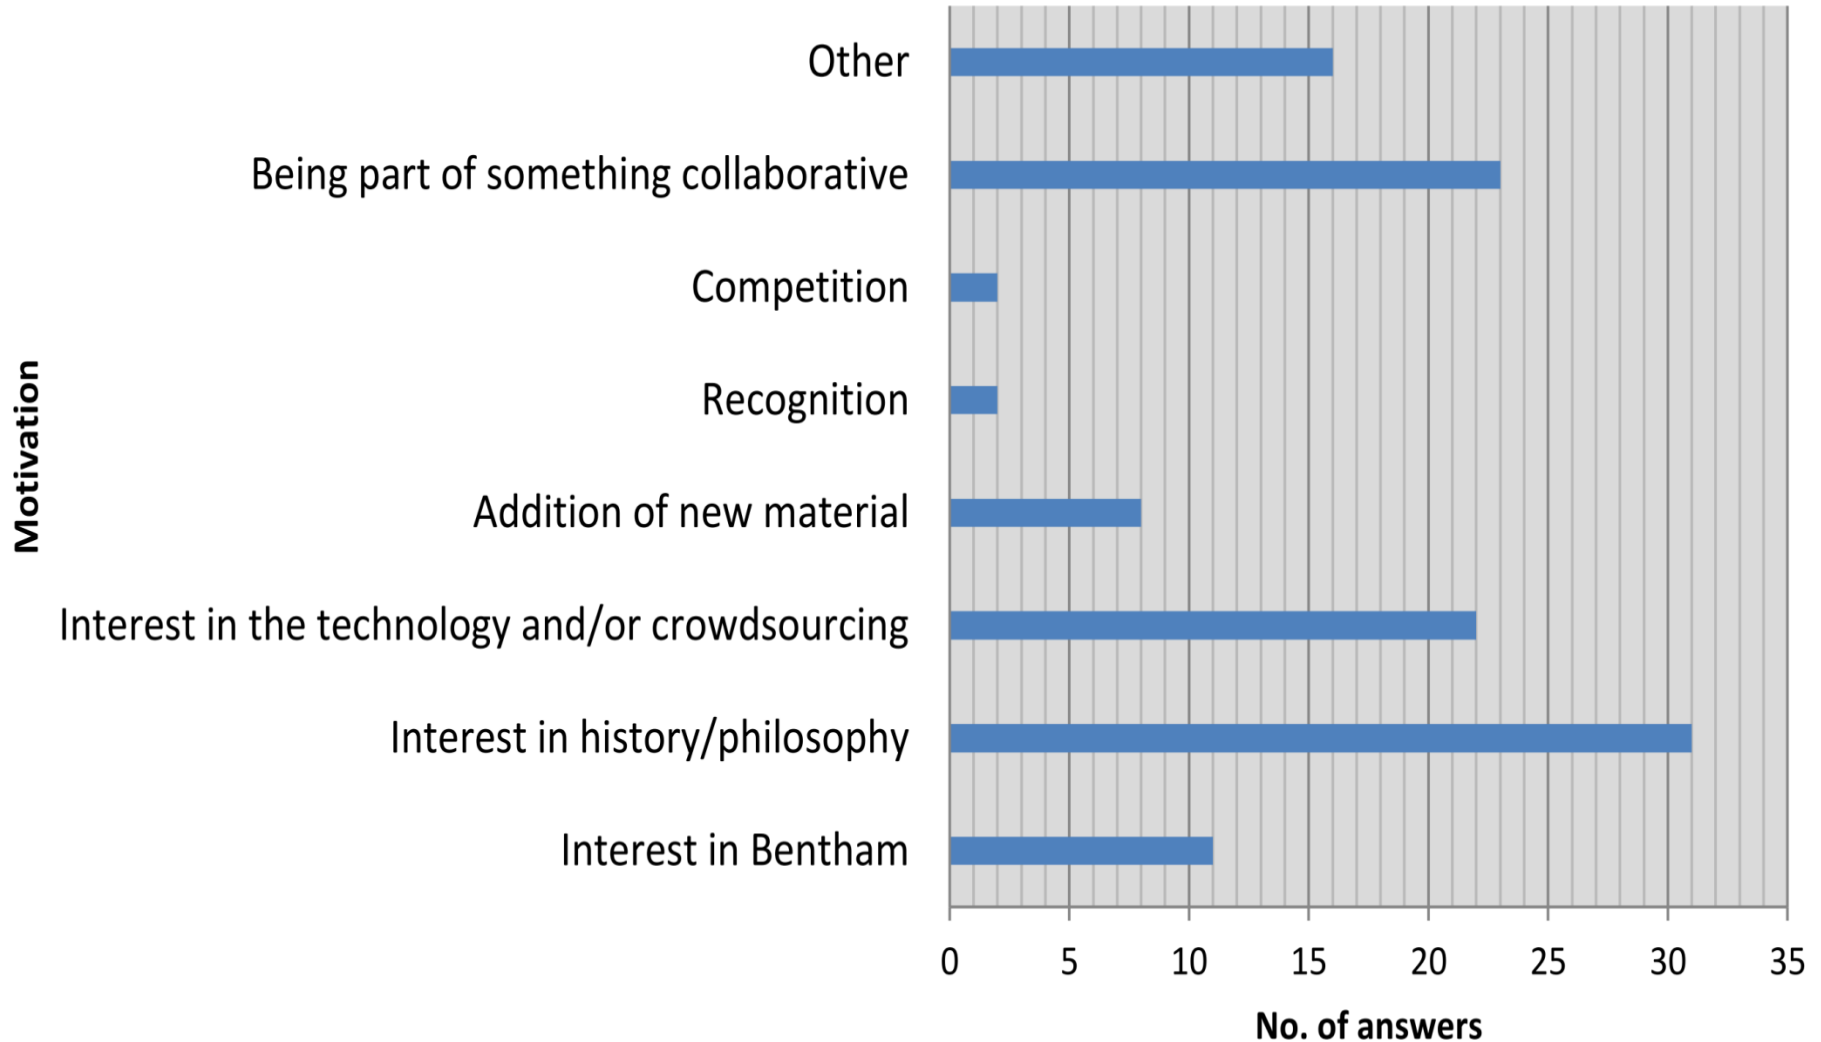 Motivation
Other
Being part of something collaborative
Competition
Recognition
Addition of new material
Interest in the technology and/or crowdsourcing
Interest in history/philosophy
Interest in Bentham
0 5 10 15 20 25 30 35
No. of answers